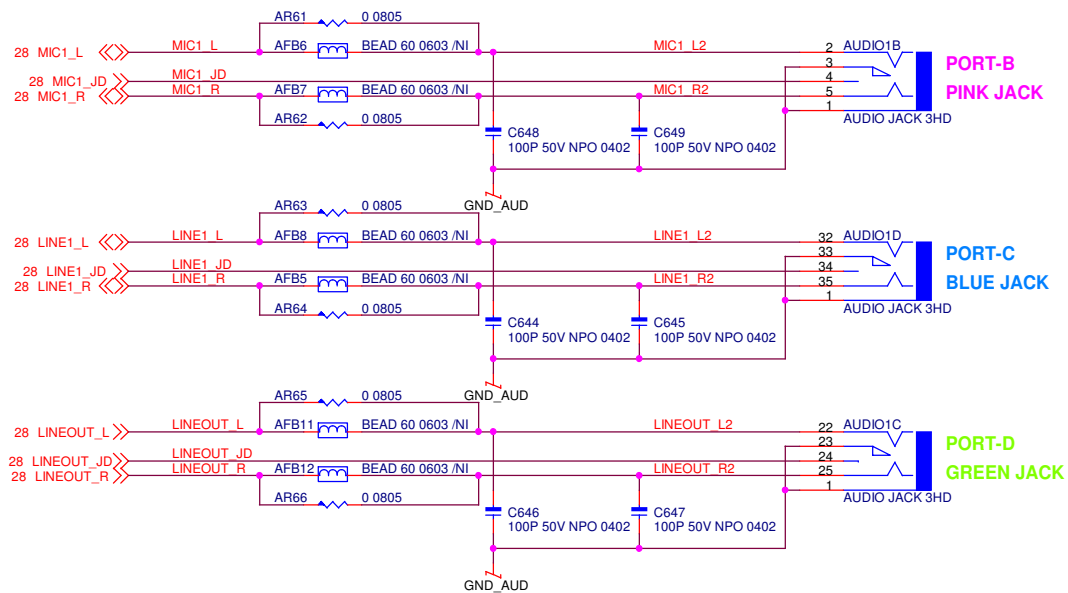 AR61 0 0805
28 MIC1_L MIC1_L AFB6 BEAD 60 0603 /NI MIC1_L2 2 AUDIO1B
3
PORT-B
28 MIC1_JD MIC1_JD 4
28 MIC1_R MIC1_R AFB7 BEAD 60 0603 /NI MIC1_R2 5
PINK JACK
1
AR62 0 0805 AUDIO JACK 3HD
C648 C649
100P 50V NPO 0402 100P 50V NPO 0402
GND_AUD
AR63 0 0805
28 LINE1_L LINE1_L AFB8 BEAD 60 0603 /NI LINE1_L2 32 AUDIO1D
33
PORT-C
28 LINE1_JD LINE1_JD 34
28 LINE1_R LINE1_R AFB5 BEAD 60 0603 /NI LINE1_R2 35
BLUE JACK
1
AR64 0 0805 AUDIO JACK 3HD
C644 C645
100P 50V NPO 0402 100P 50V NPO 0402
GND_AUD
AR65 0 0805
28 LINEOUT_L LINEOUT_L AFB11 BEAD 60 0603 /NI LINEOUT_L2 22 AUDIO1C
23
PORT-D
28 LINEOUT_JD LINEOUT_JD 24
28 LINEOUT_R LINEOUT_R AFB12 BEAD 60 0603 /NI LINEOUT_R2 25
GREEN JACK
1
AR66 0 0805 AUDIO JACK 3HD
C646 C647
100P 50V NPO 0402 100P 50V NPO 0402
GND_AUD